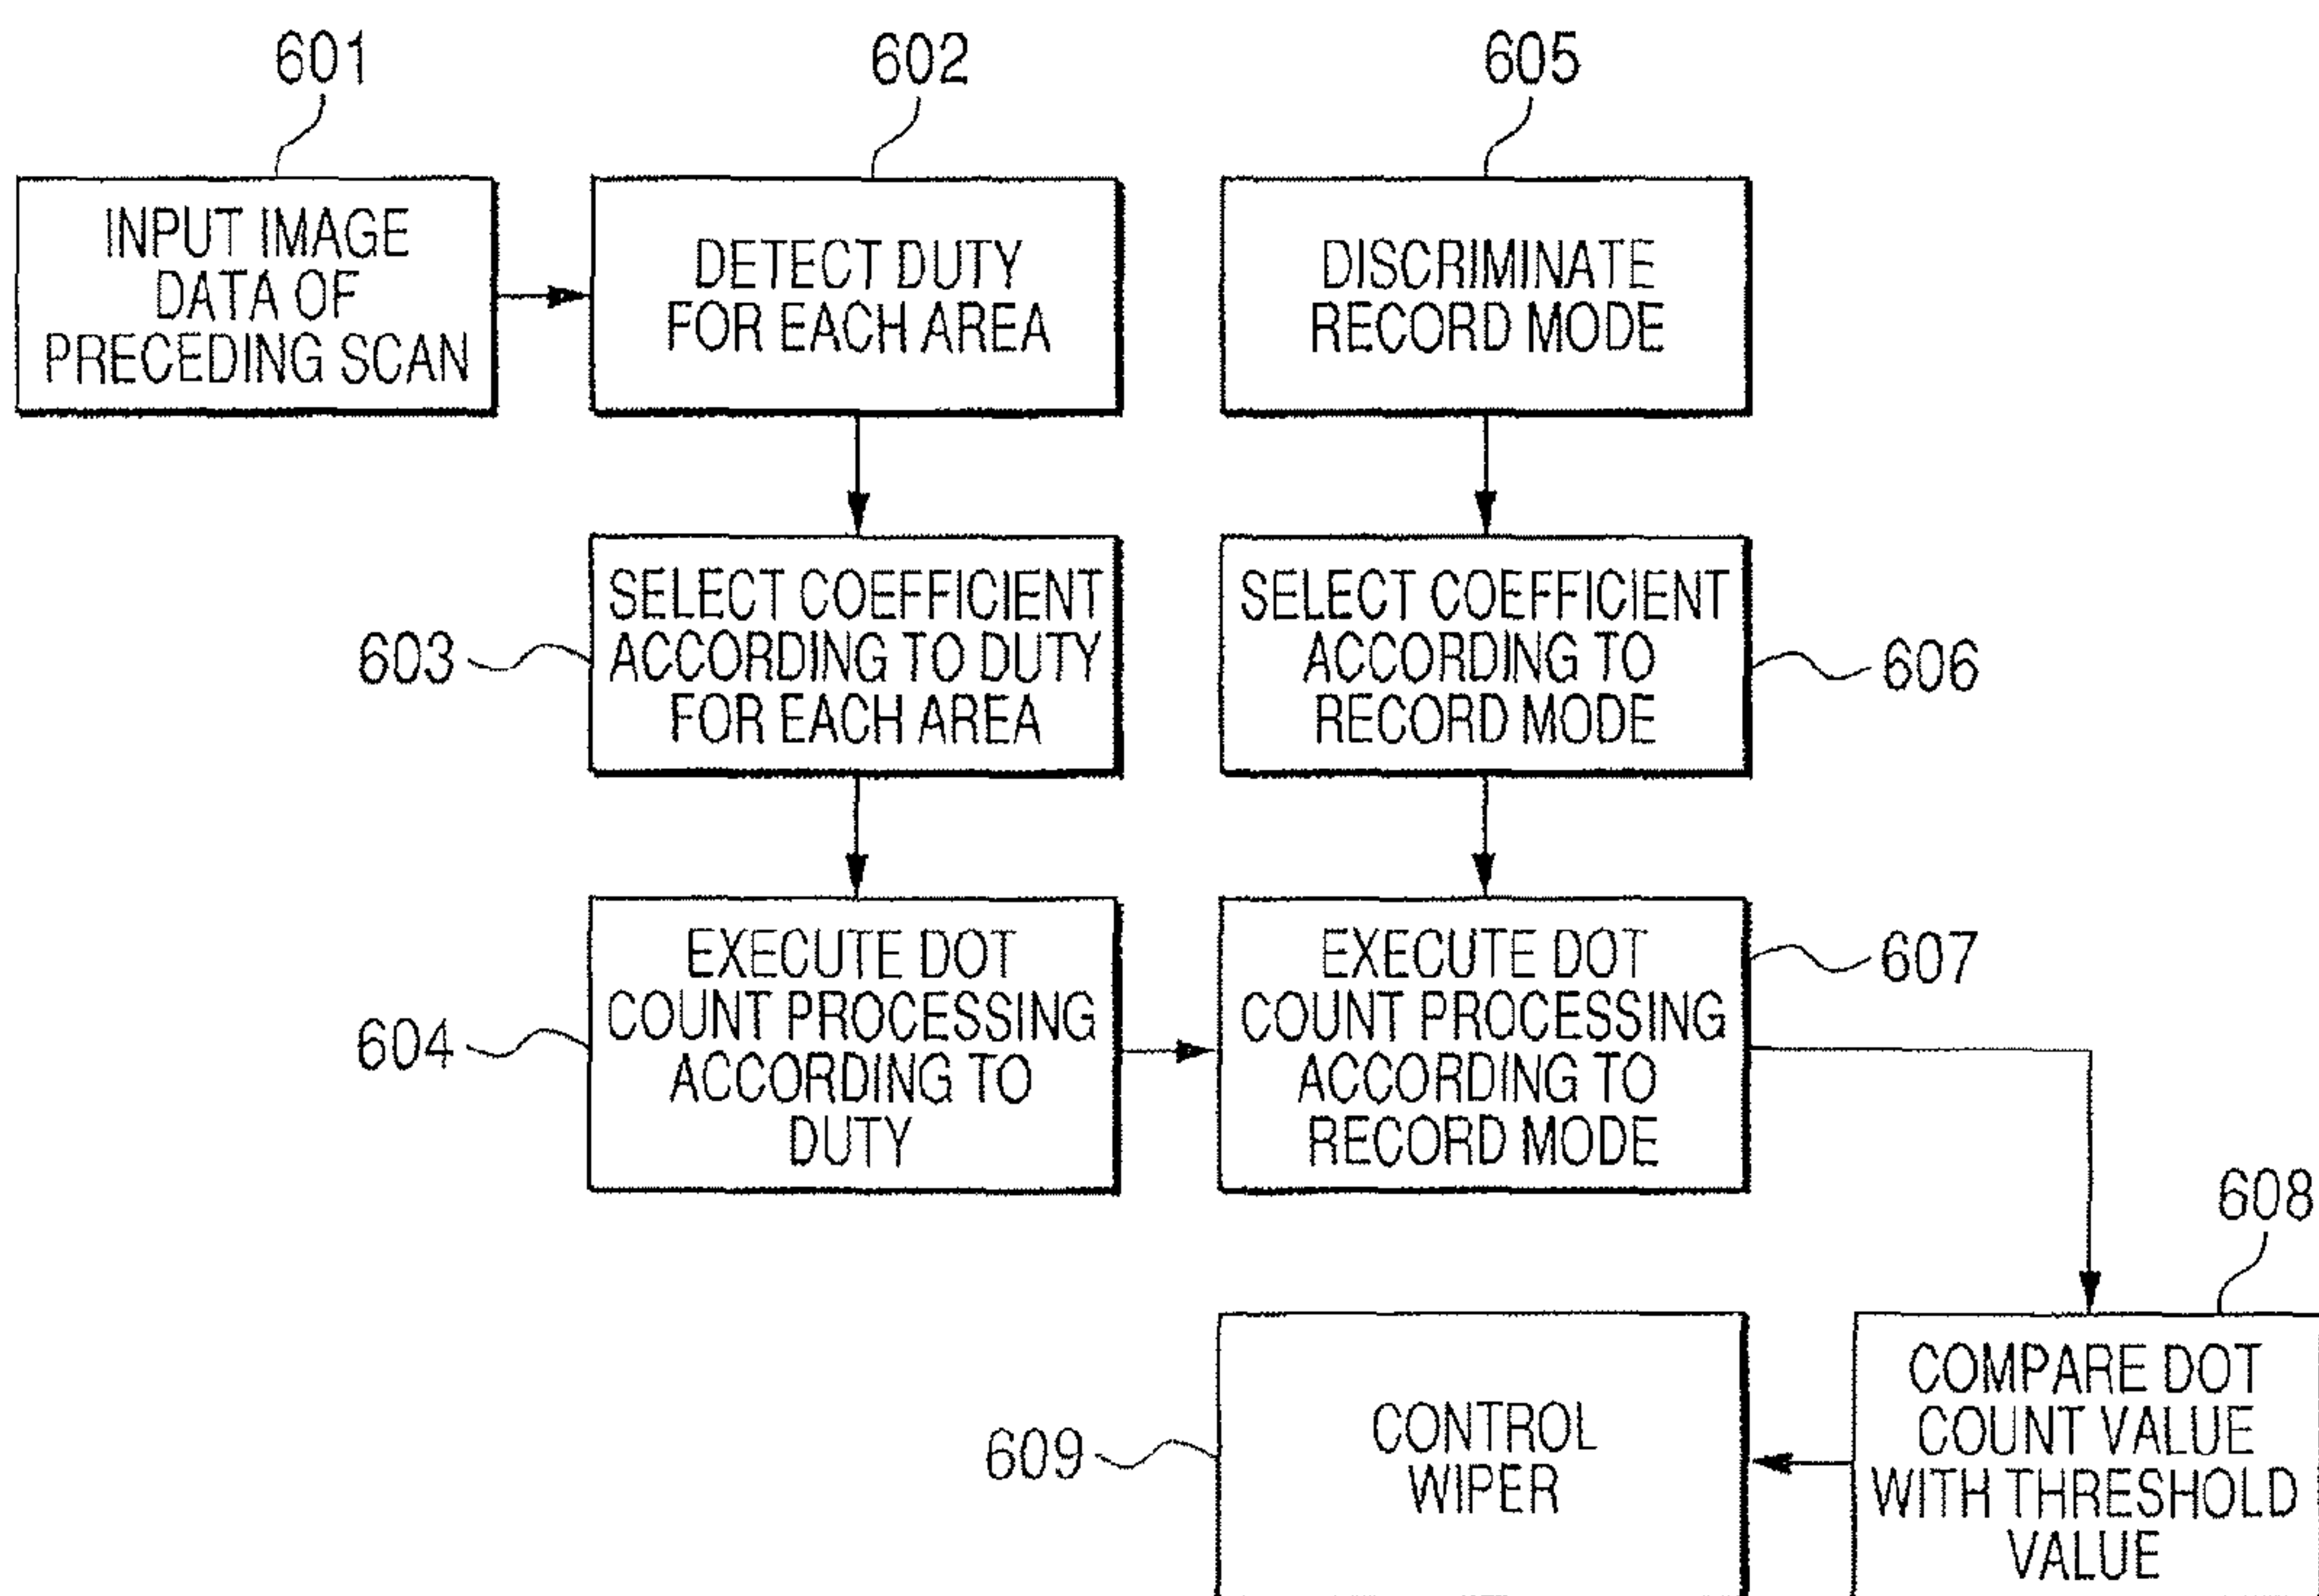 601
602
605
INPUT IMAGE
DATA OF
PRECEDING SCAN
DETECT DUTY
FOR EACH AREA
DISCRIMINATE
RECORD MODE
603
SELECT COEFFICIENT
ACCORDING TO DUTY
FOR EACH AREA
SELECT COEFFICIENT
ACCORDING TO
RECORD MODE
606
604
EXECUTE DOT
COUNT PROCESSING
ACCORDING TO
DUTY
EXECUTE DOT
COUNT PROCESSING
ACCORDING TO
RECORD MODE
607
608
609
CONTROL
WIPER
COMPARE DOT
COUNT VALUE
WITH THRESHOLD
VALUE